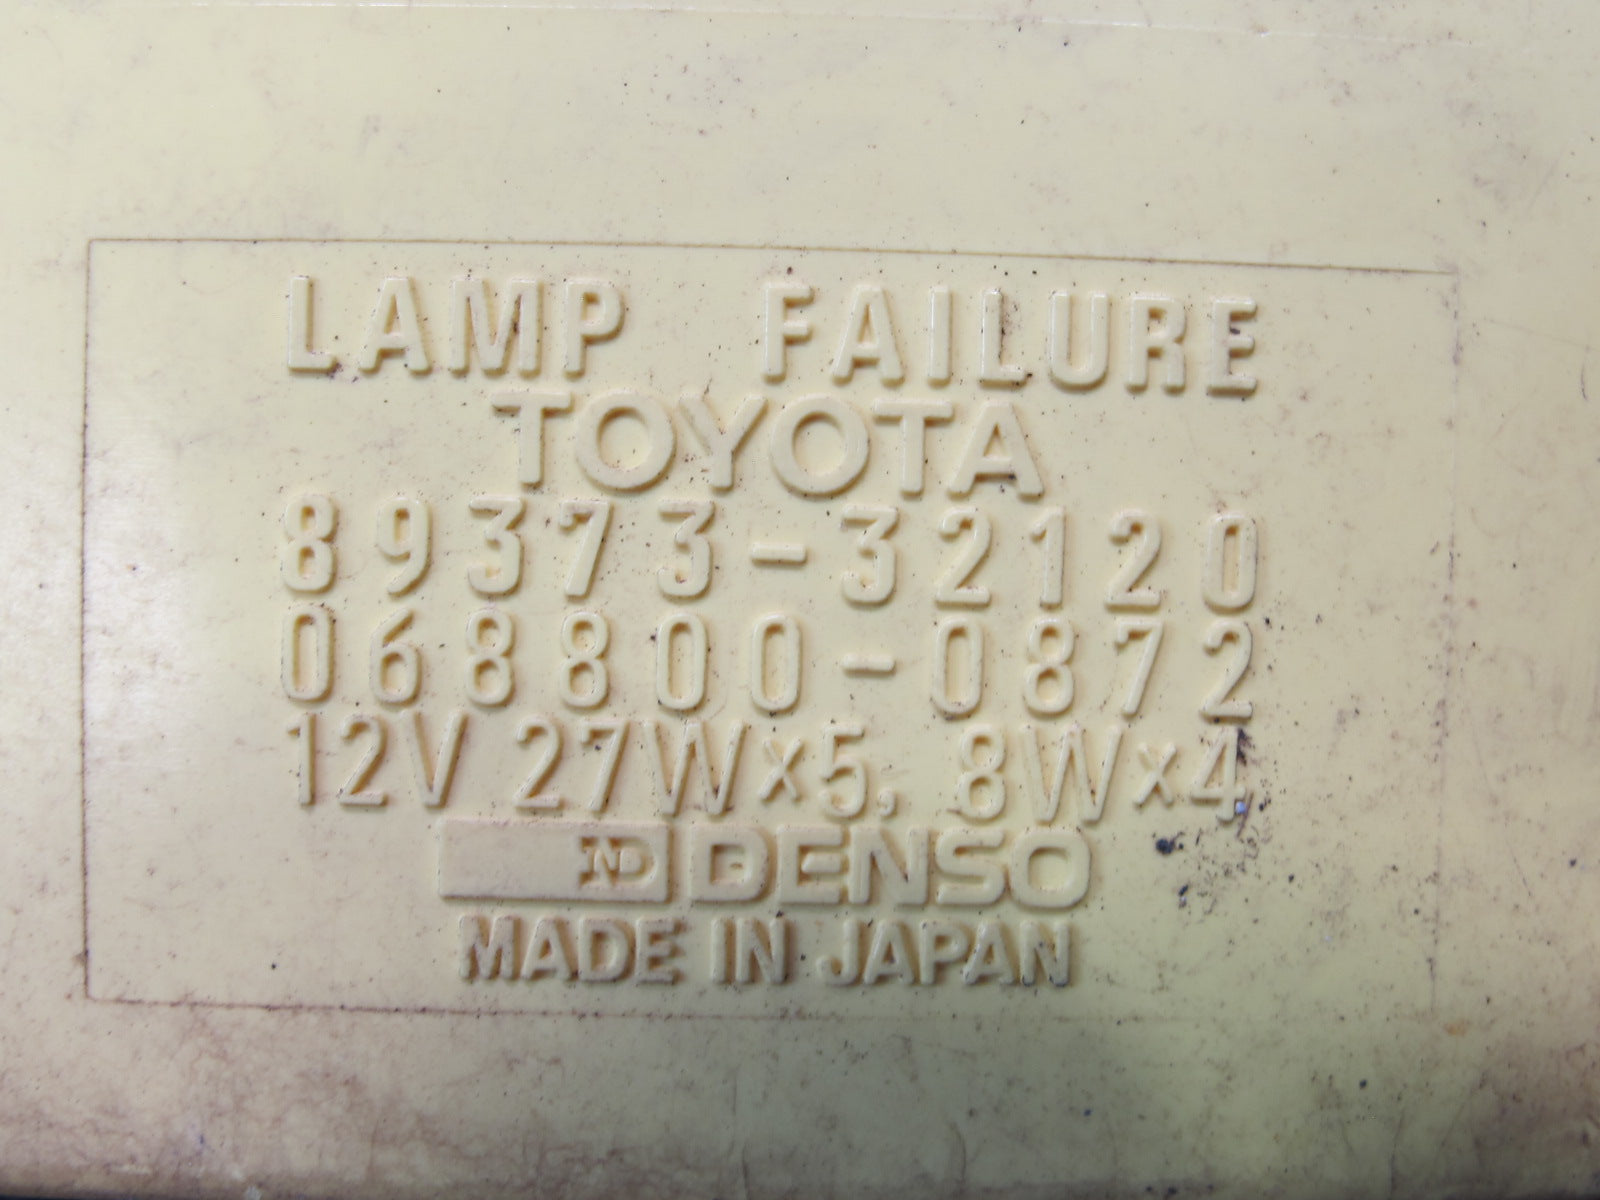 LAMP FAILURE
TOYOTA
89373-32120
068800-0872
12V 27W×5, 8W×4
ND DENSO
MADE IN JAPAN